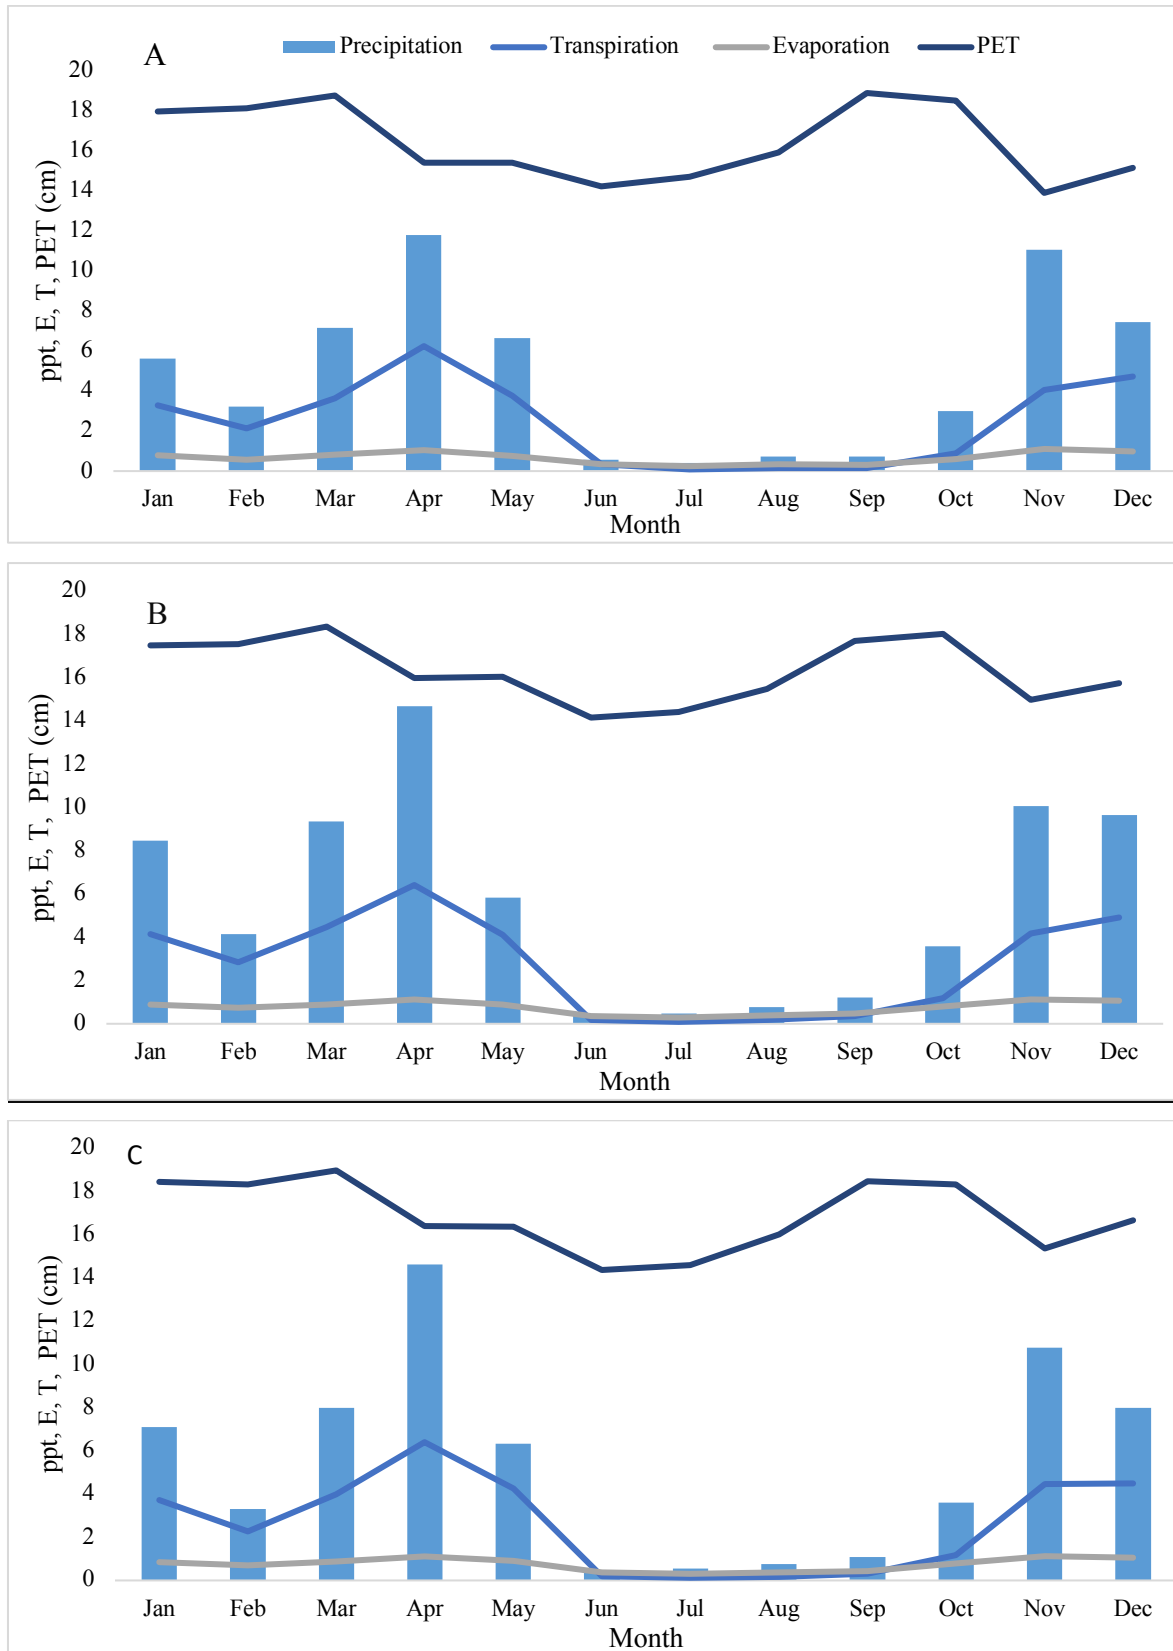 A
Precipitation Transpiration Evaporation PET
20
18
16
14
12
10
8
6
4
2
0
ppt, E, T, PET (cm)
Jan Feb Mar Apr May Jun Jul Aug Sep Oct Nov Dec
Month
B
20
18
16
14
12
10
8
6
4
2
0
ppt, E, T, PET (cm)
Jan Feb Mar Apr May Jun Jul Aug Sep Oct Nov Dec
Month
C
20
18
16
14
12
10
8
6
4
2
0
ppt, E, T, PET (cm)
Jan Feb Mar Apr May Jun Jul Aug Sep Oct Nov Dec
Month